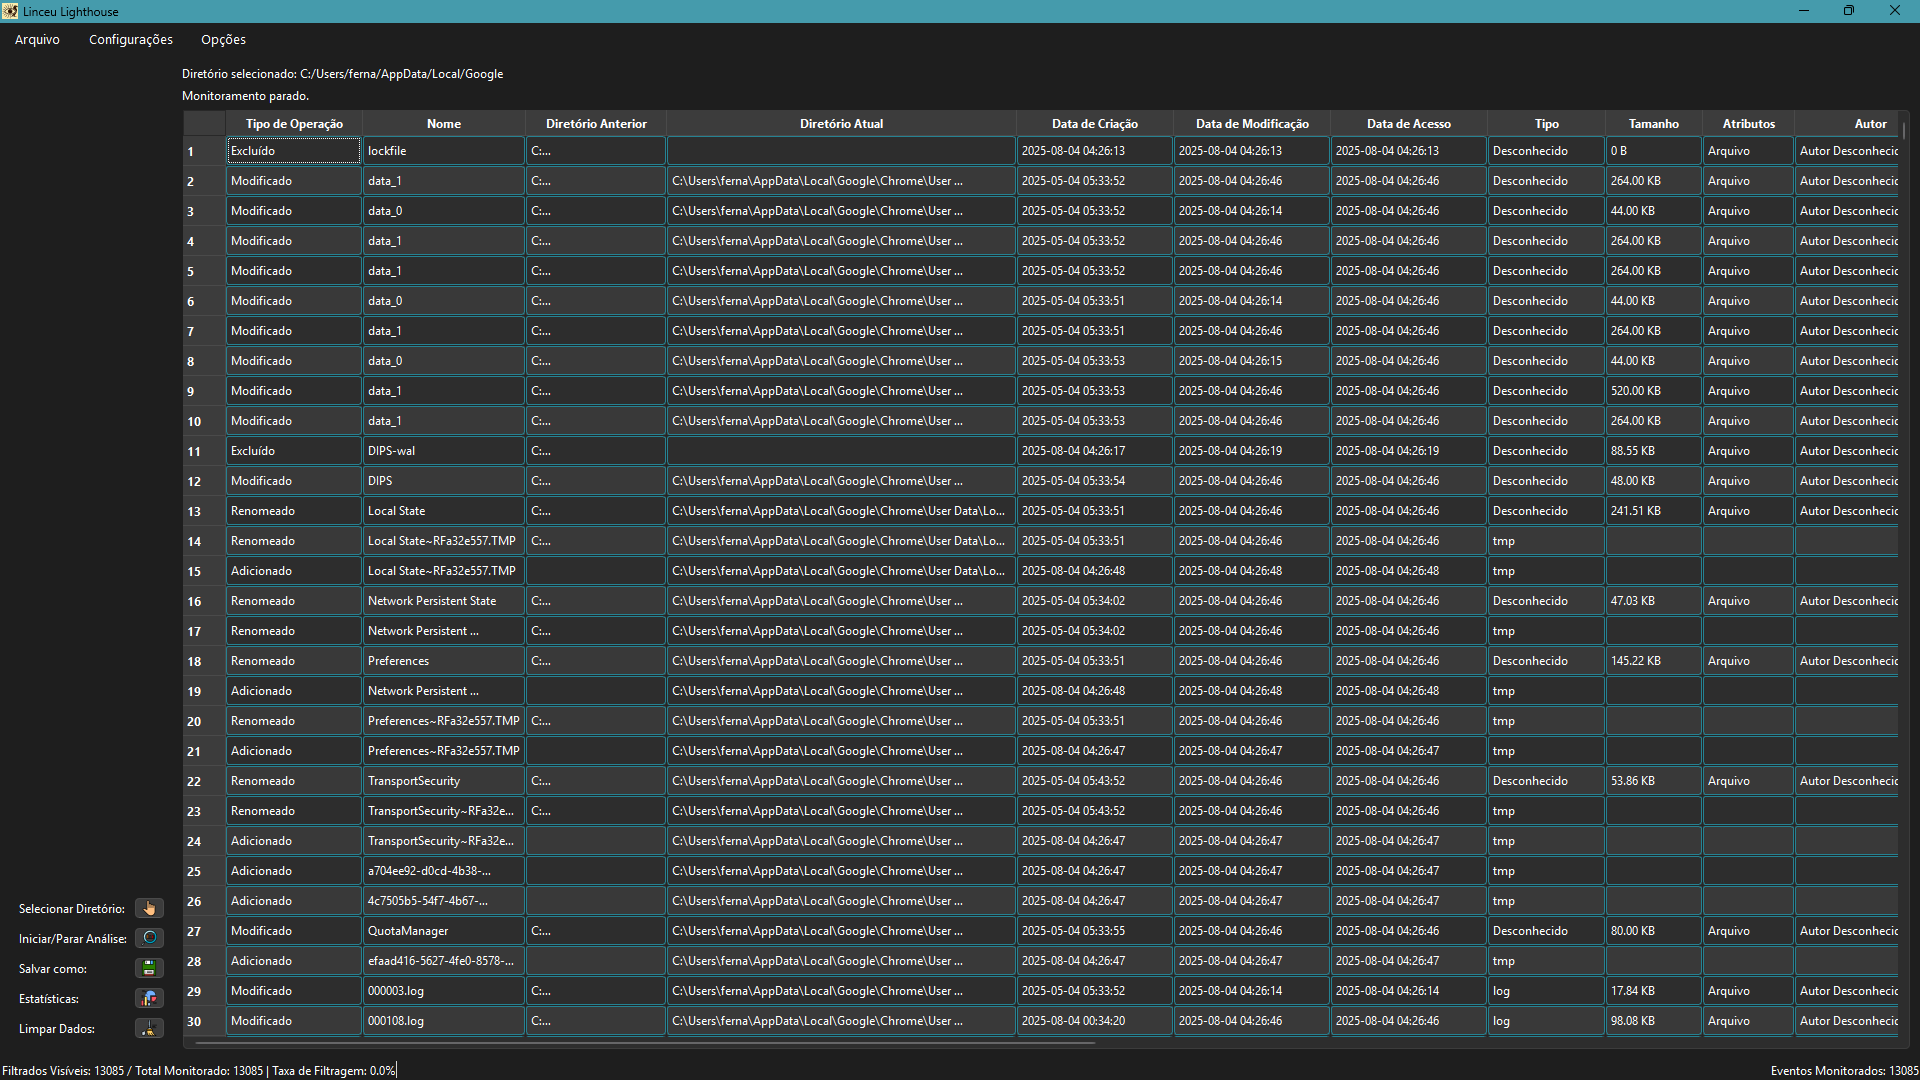 Linceu Lighthouse
Arquivo Configurações Opções
Diretório selecionado: C:/Users/ferna/AppData/Local/Google
Monitoramento parado.
Tipo de Operação Nome Diretório Anterior Diretório Atual Data de Criação Data de Modificação Data de Acesso Tipo Tamanho Atributos Autor
1 Excluído lockfile C:... 2025-08-04 04:26:13 2025-08-04 04:26:13 2025-08-04 04:26:13 Desconhecido 0 B Arquivo Autor Desconhecic
2 Modificado data_1 C:... C:\Users\ferna\AppData\Local\Google\Chrome\User ... 2025-05-04 05:33:52 2025-08-04 04:26:46 2025-08-04 04:26:46 Desconhecido 264.00 KB Arquivo Autor Desconhecic
3 Modificado data_0 C:... C:\Users\ferna\AppData\Local\Google\Chrome\User ... 2025-05-04 05:33:52 2025-08-04 04:26:14 2025-08-04 04:26:46 Desconhecido 44.00 KB Arquivo Autor Desconhecic
4 Modificado data_1 C:... C:\Users\ferna\AppData\Local\Google\Chrome\User ... 2025-05-04 05:33:52 2025-08-04 04:26:46 2025-08-04 04:26:46 Desconhecido 264.00 KB Arquivo Autor Desconhecic
5 Modificado data_1 C:... C:\Users\ferna\AppData\Local\Google\Chrome\User ... 2025-05-04 05:33:52 2025-08-04 04:26:46 2025-08-04 04:26:46 Desconhecido 264.00 KB Arquivo Autor Desconhecic
6 Modificado data_0 C:... C:\Users\ferna\AppData\Local\Google\Chrome\User ... 2025-05-04 05:33:51 2025-08-04 04:26:14 2025-08-04 04:26:46 Desconhecido 44.00 KB Arquivo Autor Desconhecic
7 Modificado data_1 C:... C:\Users\ferna\AppData\Local\Google\Chrome\User ... 2025-05-04 05:33:51 2025-08-04 04:26:46 2025-08-04 04:26:46 Desconhecido 264.00 KB Arquivo Autor Desconhecic
8 Modificado data_0 C:... C:\Users\ferna\AppData\Local\Google\Chrome\User ... 2025-05-04 05:33:53 2025-08-04 04:26:15 2025-08-04 04:26:46 Desconhecido 44.00 KB Arquivo Autor Desconhecic
9 Modificado data_1 C:... C:\Users\ferna\AppData\Local\Google\Chrome\User ... 2025-05-04 05:33:53 2025-08-04 04:26:46 2025-08-04 04:26:46 Desconhecido 520.00 KB Arquivo Autor Desconhecic
10 Modificado data_1 C:... C:\Users\ferna\AppData\Local\Google\Chrome\User ... 2025-05-04 05:33:53 2025-08-04 04:26:46 2025-08-04 04:26:46 Desconhecido 264.00 KB Arquivo Autor Desconhecic
11 Excluído DIPS-wal C:... 2025-08-04 04:26:17 2025-08-04 04:26:19 2025-08-04 04:26:19 Desconhecido 88.55 KB Arquivo Autor Desconhecic
12 Modificado DIPS C:... C:\Users\ferna\AppData\Local\Google\Chrome\User ... 2025-05-04 05:33:54 2025-08-04 04:26:46 2025-08-04 04:26:46 Desconhecido 48.00 KB Arquivo Autor Desconhecic
13 Renomeado Local State C:... C:\Users\ferna\AppData\Local\Google\Chrome\User Data\Lo... 2025-05-04 05:33:51 2025-08-04 04:26:46 2025-08-04 04:26:46 Desconhecido 241.51 KB Arquivo Autor Desconhecic
14 Renomeado Local State~RFa32e557.TMP C:... C:\Users\ferna\AppData\Local\Google\Chrome\User Data\Lo... 2025-05-04 05:33:51 2025-08-04 04:26:46 2025-08-04 04:26:46 tmp
15 Adicionado Local State~RFa32e557.TMP C:\Users\ferna\AppData\Local\Google\Chrome\User Data\Lo... 2025-08-04 04:26:48 2025-08-04 04:26:48 2025-08-04 04:26:48 tmp
16 Renomeado Network Persistent State C:... C:\Users\ferna\AppData\Local\Google\Chrome\User ... 2025-05-04 05:34:02 2025-08-04 04:26:46 2025-08-04 04:26:46 Desconhecido 47.03 KB Arquivo Autor Desconhecic
17 Renomeado Network Persistent ... C:... C:\Users\ferna\AppData\Local\Google\Chrome\User ... 2025-05-04 05:34:02 2025-08-04 04:26:46 2025-08-04 04:26:46 tmp
18 Renomeado Preferences C:... C:\Users\ferna\AppData\Local\Google\Chrome\User ... 2025-05-04 05:33:51 2025-08-04 04:26:46 2025-08-04 04:26:46 Desconhecido 145.22 KB Arquivo Autor Desconhecic
19 Adicionado Network Persistent ... C:\Users\ferna\AppData\Local\Google\Chrome\User ... 2025-08-04 04:26:48 2025-08-04 04:26:48 2025-08-04 04:26:48 tmp
20 Renomeado Preferences~RFa32e557.TMP C:... C:\Users\ferna\AppData\Local\Google\Chrome\User ... 2025-05-04 05:33:51 2025-08-04 04:26:46 2025-08-04 04:26:46 tmp
21 Adicionado Preferences~RFa32e557.TMP C:\Users\ferna\AppData\Local\Google\Chrome\User ... 2025-08-04 04:26:47 2025-08-04 04:26:47 2025-08-04 04:26:47 tmp
22 Renomeado TransportSecurity C:... C:\Users\ferna\AppData\Local\Google\Chrome\User ... 2025-05-04 05:43:52 2025-08-04 04:26:46 2025-08-04 04:26:46 Desconhecido 53.86 KB Arquivo Autor Desconhecic
23 Renomeado TransportSecurity~RFa32e... C:... C:\Users\ferna\AppData\Local\Google\Chrome\User ... 2025-05-04 05:43:52 2025-08-04 04:26:46 2025-08-04 04:26:46 tmp
24 Adicionado TransportSecurity~RFa32e... C:\Users\ferna\AppData\Local\Google\Chrome\User ... 2025-08-04 04:26:47 2025-08-04 04:26:47 2025-08-04 04:26:47 tmp
25 Adicionado a704ee92-d0cd-4b38-... C:\Users\ferna\AppData\Local\Google\Chrome\User ... 2025-08-04 04:26:47 2025-08-04 04:26:47 2025-08-04 04:26:47 tmp
26 Adicionado 4c7505b5-54f7-4b67-... C:\Users\ferna\AppData\Local\Google\Chrome\User ... 2025-08-04 04:26:47 2025-08-04 04:26:47 2025-08-04 04:26:47 tmp
27 Modificado QuotaManager C:... C:\Users\ferna\AppData\Local\Google\Chrome\User ... 2025-05-04 05:33:55 2025-08-04 04:26:46 2025-08-04 04:26:46 Desconhecido 80.00 KB Arquivo Autor Desconhecic
28 Adicionado efaad416-5627-4fe0-8578-... C:\Users\ferna\AppData\Local\Google\Chrome\User ... 2025-08-04 04:26:47 2025-08-04 04:26:47 2025-08-04 04:26:47 tmp
29 Modificado 000003.log C:... C:\Users\ferna\AppData\Local\Google\Chrome\User ... 2025-05-04 05:33:52 2025-08-04 04:26:14 2025-08-04 04:26:14 log 17.84 KB Arquivo Autor Desconhecic
30 Modificado 000108.log C:... C:\Users\ferna\AppData\Local\Google\Chrome\User ... 2025-08-04 00:34:20 2025-08-04 04:26:46 2025-08-04 04:26:46 log 98.08 KB Arquivo Autor Desconhecic
Selecionar Diretório:
Iniciar/Parar Análise:
Salvar como:
Estatísticas:
Limpar Dados:
Filtrados Visíveis: 13085 / Total Monitorado: 13085 | Taxa de Filtragem: 0.0%
Eventos Monitorados: 13085